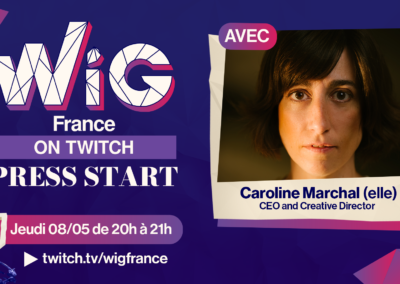 WiG
France
ON TWITCH
PRESS START
Jeudi 08/05 de 20h à 21h
twitch.tv/wigfrance
AVEC
Caroline Marchal (elle)
CEO and Creative Director